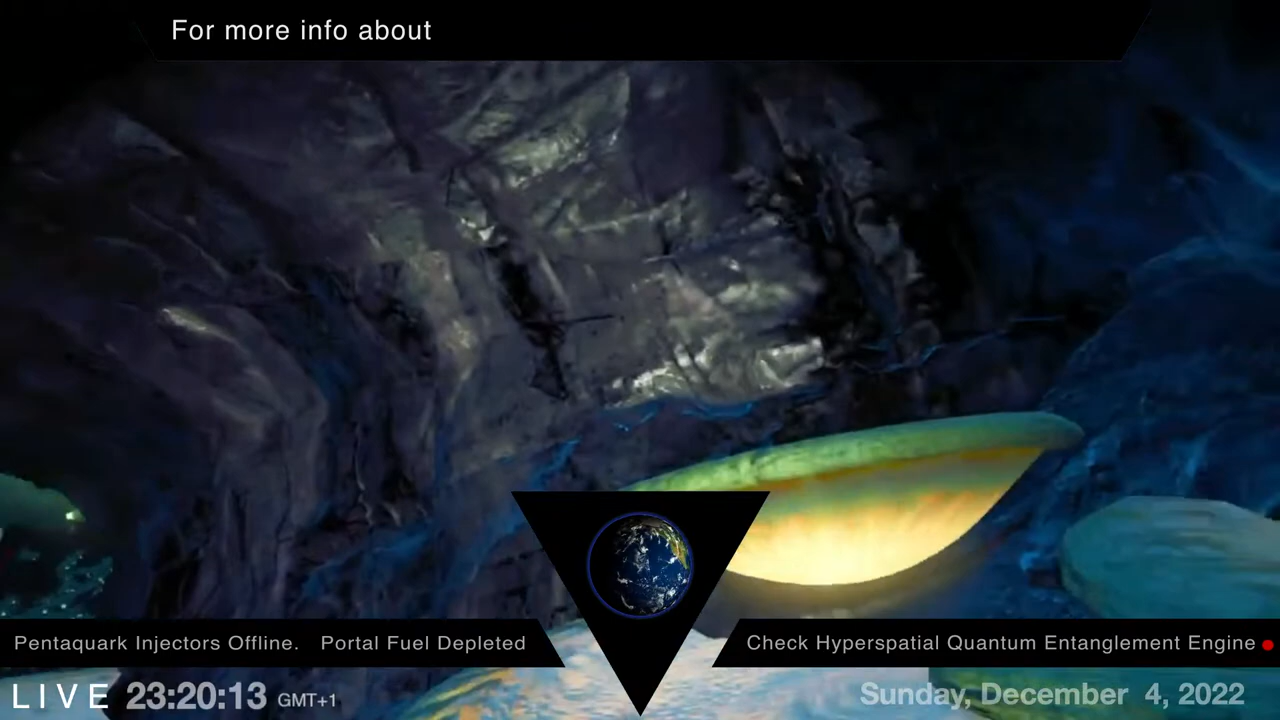 For more info about
Pentaquark Injectors Offline. Portal Fuel Depleted
Check Hyperspatial Quantum Entanglement Engine
LIVE 23:20:13 GMT+1
Sunday, December 4, 2022